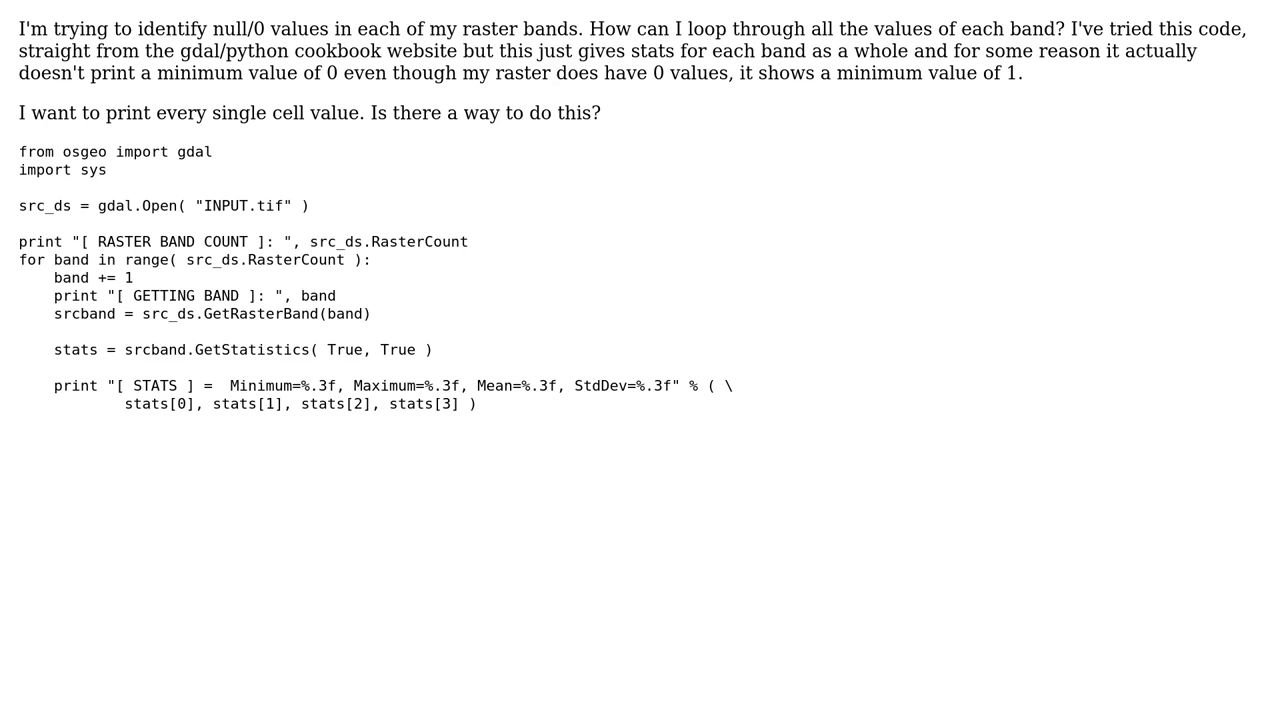 I'm trying to identify null/0 values in each of my raster bands. How can I loop through all the values of each band? I've tried this code,
straight from the gdal/python cookbook website but this just gives stats for each band as a whole and for some reason it actually
doesn't print a minimum value of 0 even though my raster does have 0 values, it shows a minimum value of 1.
I want to print every single cell value. Is there a way to do this?
from osgeo import gdal
import sys
src_ds = gdal.Open( "INPUT.tif" )
print "[ RASTER BAND COUNT ]: ", src_ds.RasterCount
for band in range( src_ds.RasterCount ):
    band += 1
    print "[ GETTING BAND ]: ", band
    srcband = src_ds.GetRasterBand(band)
    stats = srcband.GetStatistics( True, True )
    print "[ STATS ] =  Minimum=%.3f, Maximum=%.3f, Mean=%.3f, StdDev=%.3f" % ( \
            stats[0], stats[1], stats[2], stats[3] )